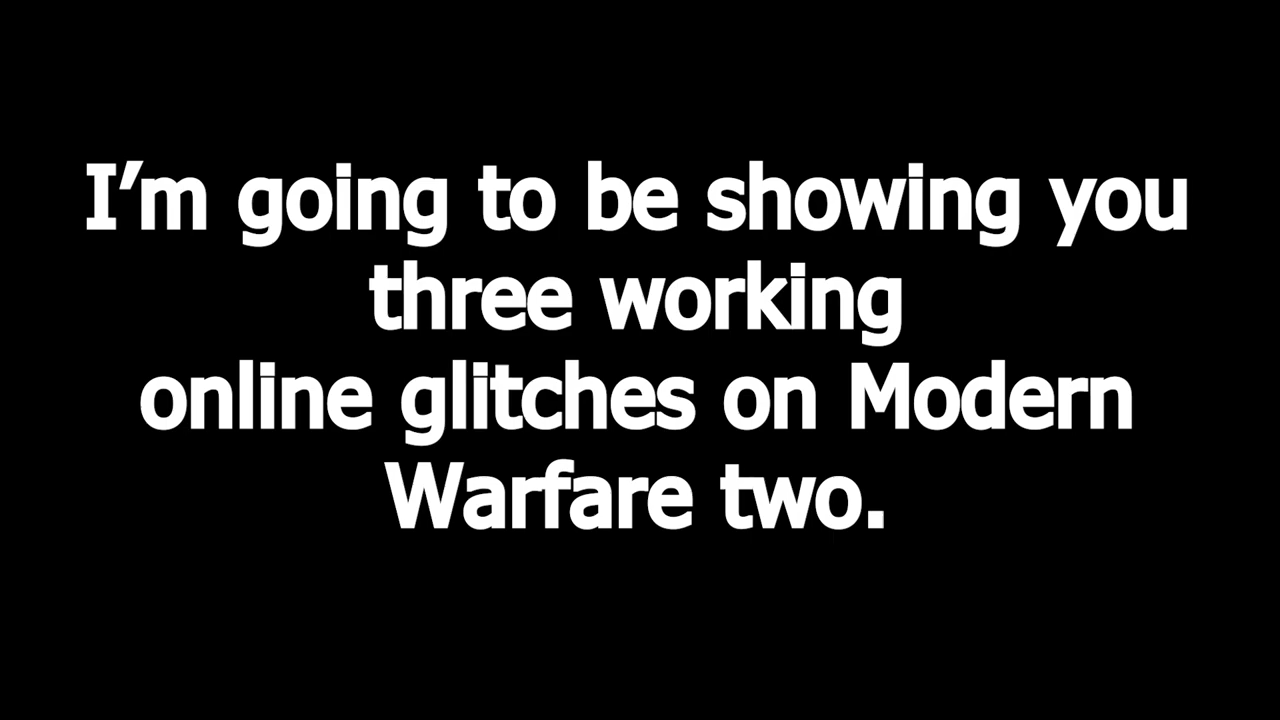 I’m going to be showing you
three working
online glitches on Modern
Warfare two.